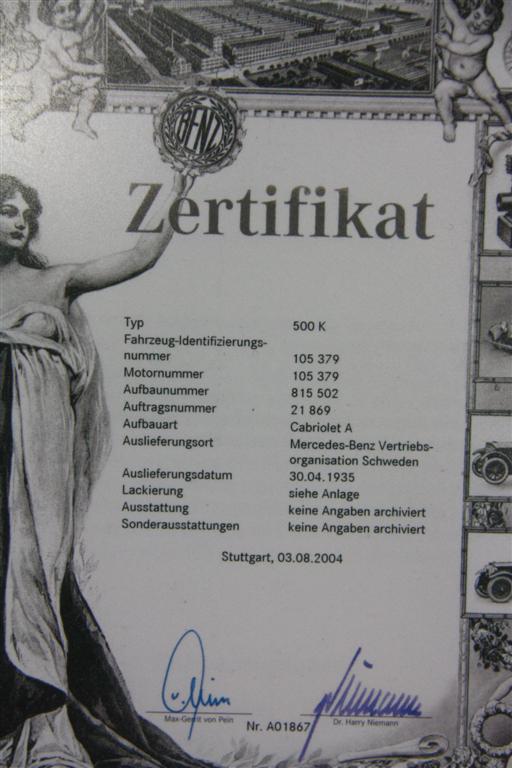 BENZ
Zertifikat
Typ 500 K
Fahrzeug-Identifizierungs-
nummer 105 379
Motornummer 105 379
Aufbaunummer 815 502
Auftragsnummer 21 869
Aufbauart Cabriolet A
Auslieferungsort Mercedes-Benz Vertriebs-
organisation Schweden
Auslieferungsdatum 30.04.1935
Lackierung siehe Anlage
Ausstattung keine Angaben archiviert
Sonderausstattungen keine Angaben archiviert
Stuttgart, 03.08.2004
v. Pein Niemann
Max-Gerrit von Pein Dr. Harry Niemann
Nr. A01867